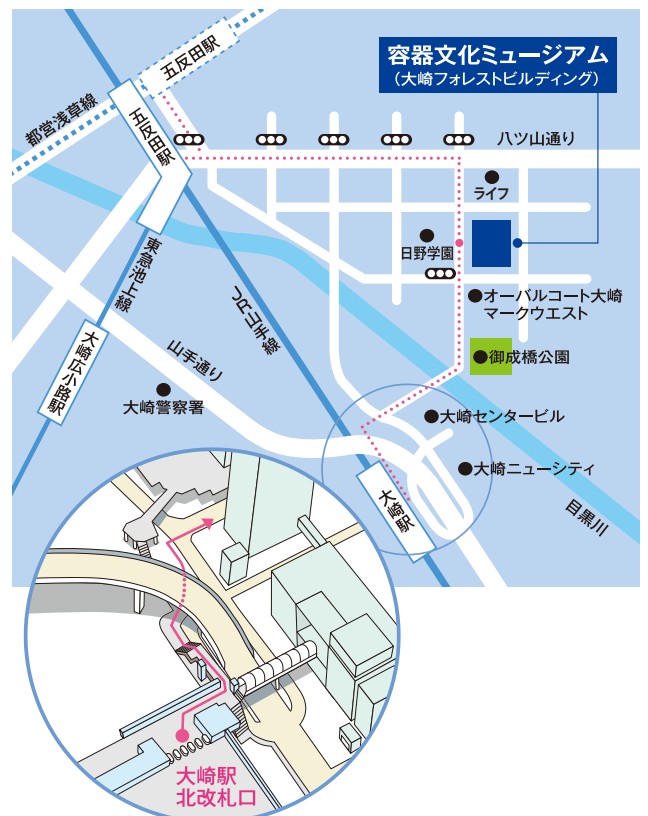 五反田駅
容器文化ミュージアム
（大崎フォレストビルディング）
都営浅草線
五反田駅
八ツ山通り
ライフ
日野学園
東急池上線
JR山手線
オーバルコート大崎
マークウエスト
大崎広小路駅
山手通り
御成橋公園
大崎警察署
大崎センタービル
大崎ニューシティ
大崎駅
目黒川
大崎駅
北改札口